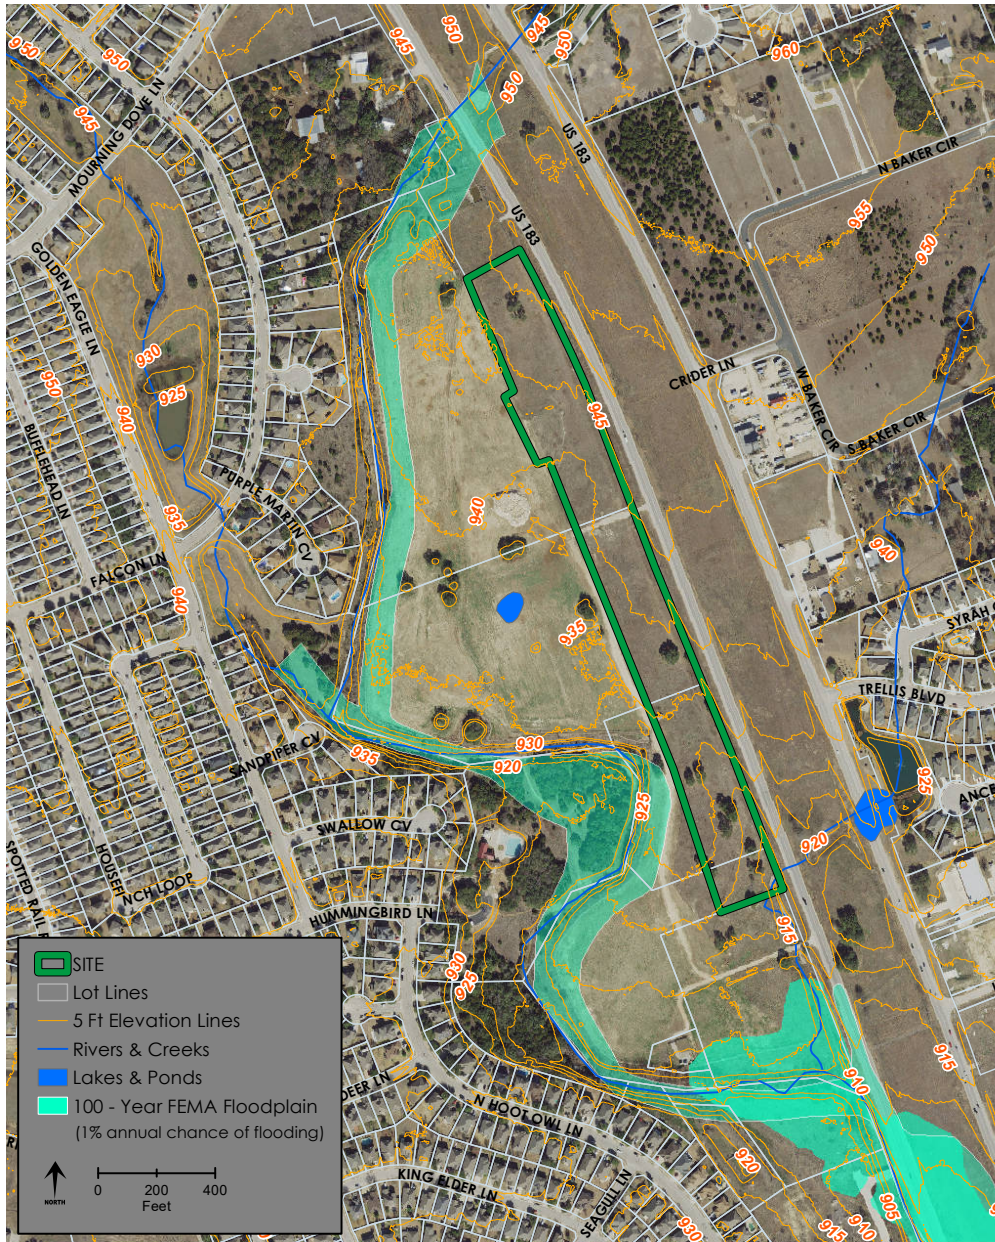 950
945
950
945
950
960
950
950
945
MOURNING DOVE LN
US 183
N BAKER CIR
955
950
US 183
GOLDEN EAGLE LN
930
925
950
940
CRIDER LN
W BAKER CIR
945
S BAKER CIR
BUFFLEHEAD LN
PURPLE MARTIN CV
940
935
FALCON LN
940
940
935
SYRAH
TRELLIS BLVD
SANDPIPER CV
935
930
920
925
925
ANCE
920
SWALLOW CV
SPOTTED RAIL
HOUSEF
NCH LOOP
HUMMINGBIRD LN
915
930
925
SITE
Lot Lines
5 Ft Elevation Lines
Rivers & Creeks
Lakes & Ponds
100 - Year FEMA Floodplain
(1% annual chance of flooding)
NORTH
0 200 400
Feet
DEER LN
N HOOT OWL LN
910
915
920
KING ELDER LN
SEAGULL LN
930
915
910
905